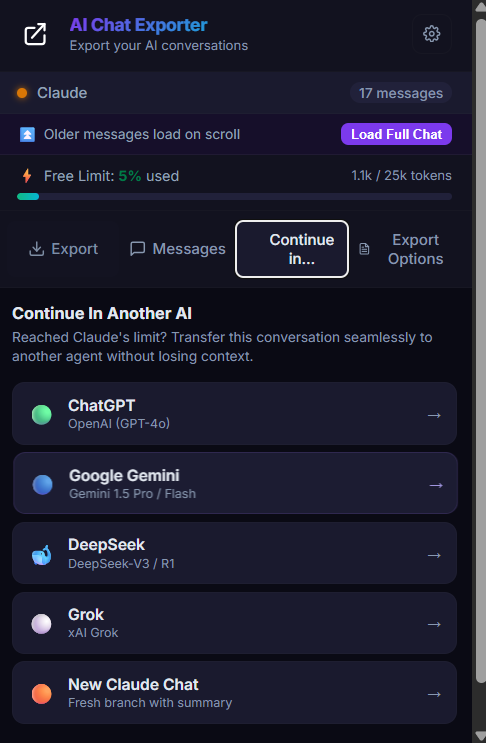 AI Chat Exporter
Export your AI conversations
Claude
17 messages
Older messages load on scroll
Load Full Chat
Free Limit: 5% used
1.1k / 25k tokens
Export
Messages
Continue
in...
Export
Options
Continue In Another AI
Reached Claude's limit? Transfer this conversation seamlessly to
another agent without losing context.
ChatGPT
OpenAI (GPT-4o)
→
Google Gemini
Gemini 1.5 Pro / Flash
→
DeepSeek
DeepSeek-V3 / R1
→
Grok
xAI Grok
→
New Claude Chat
Fresh branch with summary
→